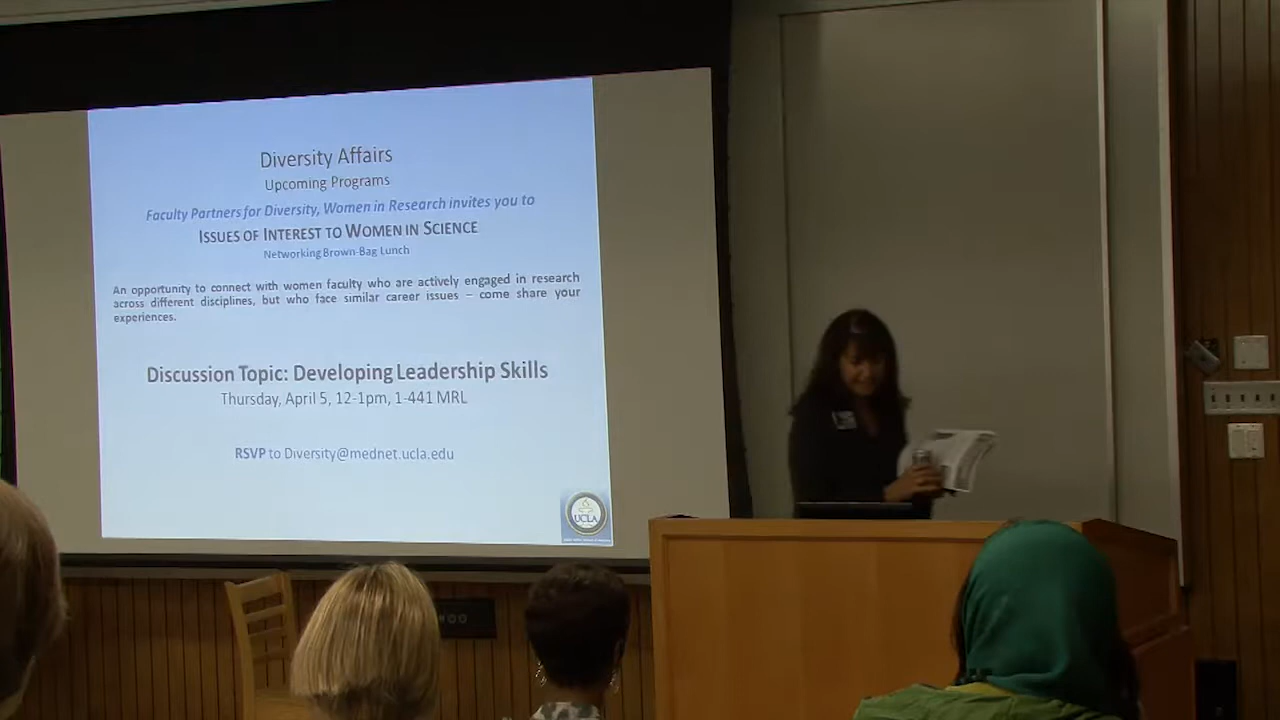 Diversity Affairs
Upcoming Programs
Faculty Partners for Diversity, Women in Research invites you to
ISSUES OF INTEREST TO WOMEN IN SCIENCE
Networking Brown-Bag Lunch
An opportunity to connect with women faculty who are actively engaged in research
across different disciplines, but who face similar career issues – come share your
experiences.
Discussion Topic: Developing Leadership Skills
Thursday, April 5, 12-1pm, 1-441 MRL
RSVP to Diversity@mednet.ucla.edu
UCLA